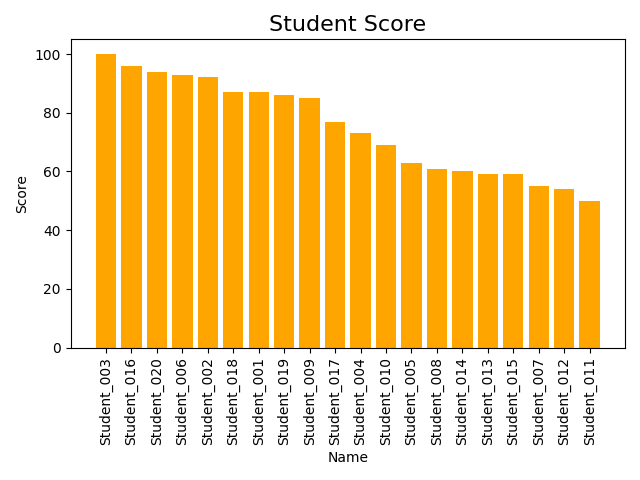 Student Score
100
80
60
40
20
0
Score
Student_003
Student_016
Student_020
Student_006
Student_002
Student_018
Student_001
Student_019
Student_009
Student_017
Student_004
Student_010
Student_005
Student_008
Student_014
Student_013
Student_015
Student_007
Student_012
Student_011
Name